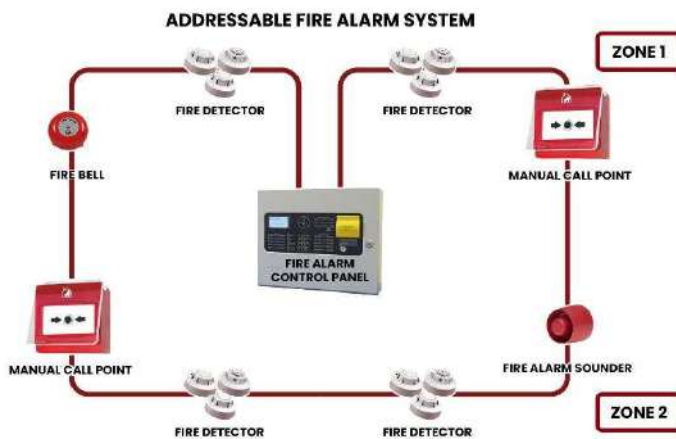 ADDRESSABLE FIRE ALARM SYSTEM
ZONE 1
FIRE DETECTOR
FIRE DETECTOR
FIRE BELL
MANUAL CALL POINT
FIRE ALARM
CONTROL PANEL
MANUAL CALL POINT
FIRE ALARM SOUNDER
FIRE DETECTOR
FIRE DETECTOR
ZONE 2